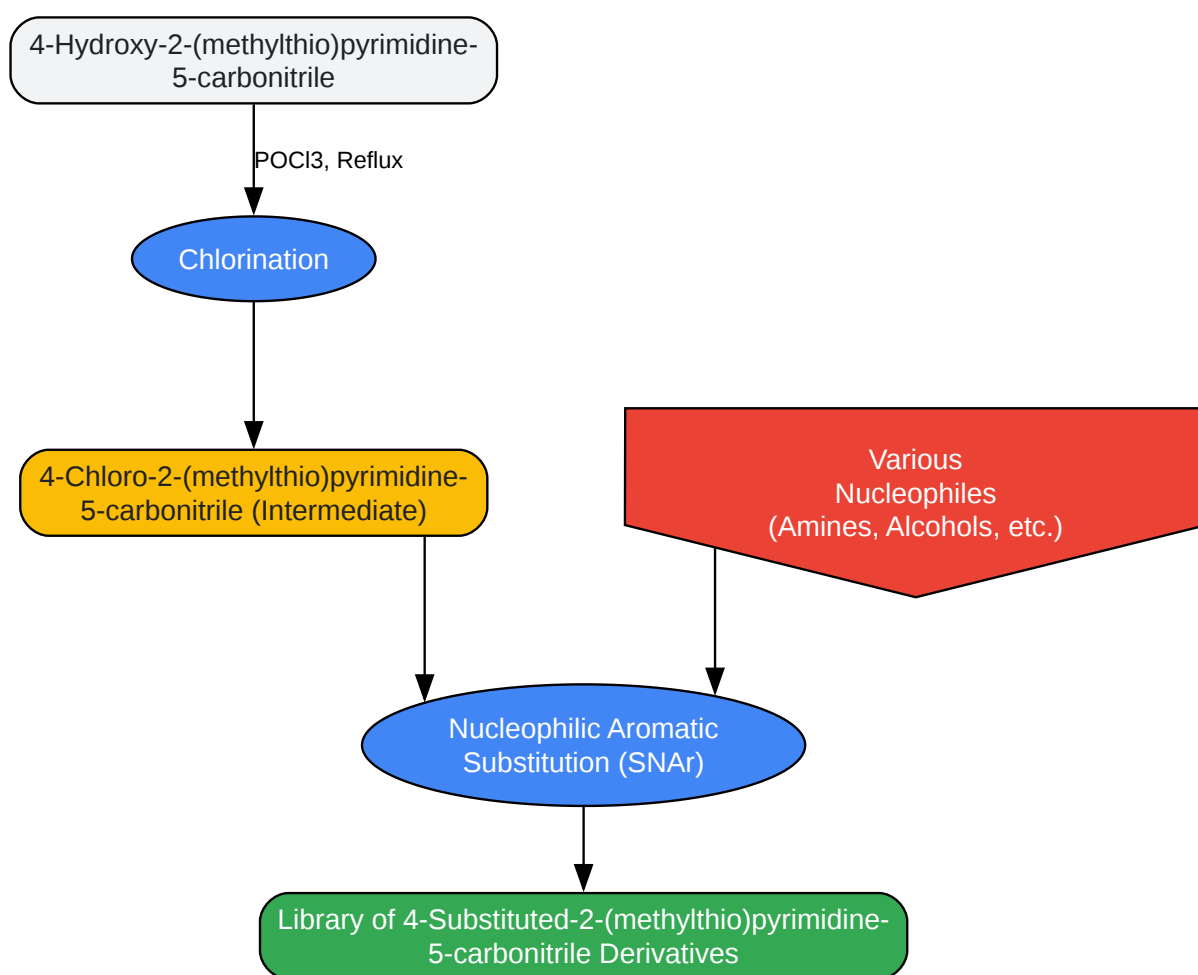 4-Hydroxy-2-(methylthio)pyrimidine-
5-carbonitrile
POCl3, Reflux
Chlorination
4-Chloro-2-(methylthio)pyrimidine-
5-carbonitrile (Intermediate)
Various
Nucleophiles
(Amines, Alcohols, etc.)
Nucleophilic Aromatic
Substitution (SNAr)
Library of 4-Substituted-2-(methylthio)pyrimidine-
5-carbonitrile Derivatives